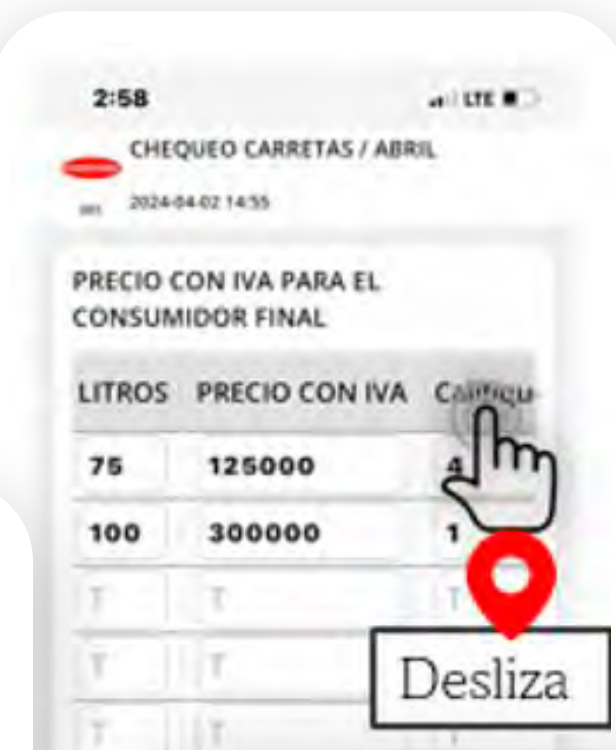 2:58 LTE
CHEQUEO CARRETAS / ABRIL
2024-04-02 14:55
PRECIO CON IVA PARA EL
CONSUMIDOR FINAL
LITROS PRECIO CON IVA
75 125000 4
100 300000 1
T T T
T T
T T
Desliza